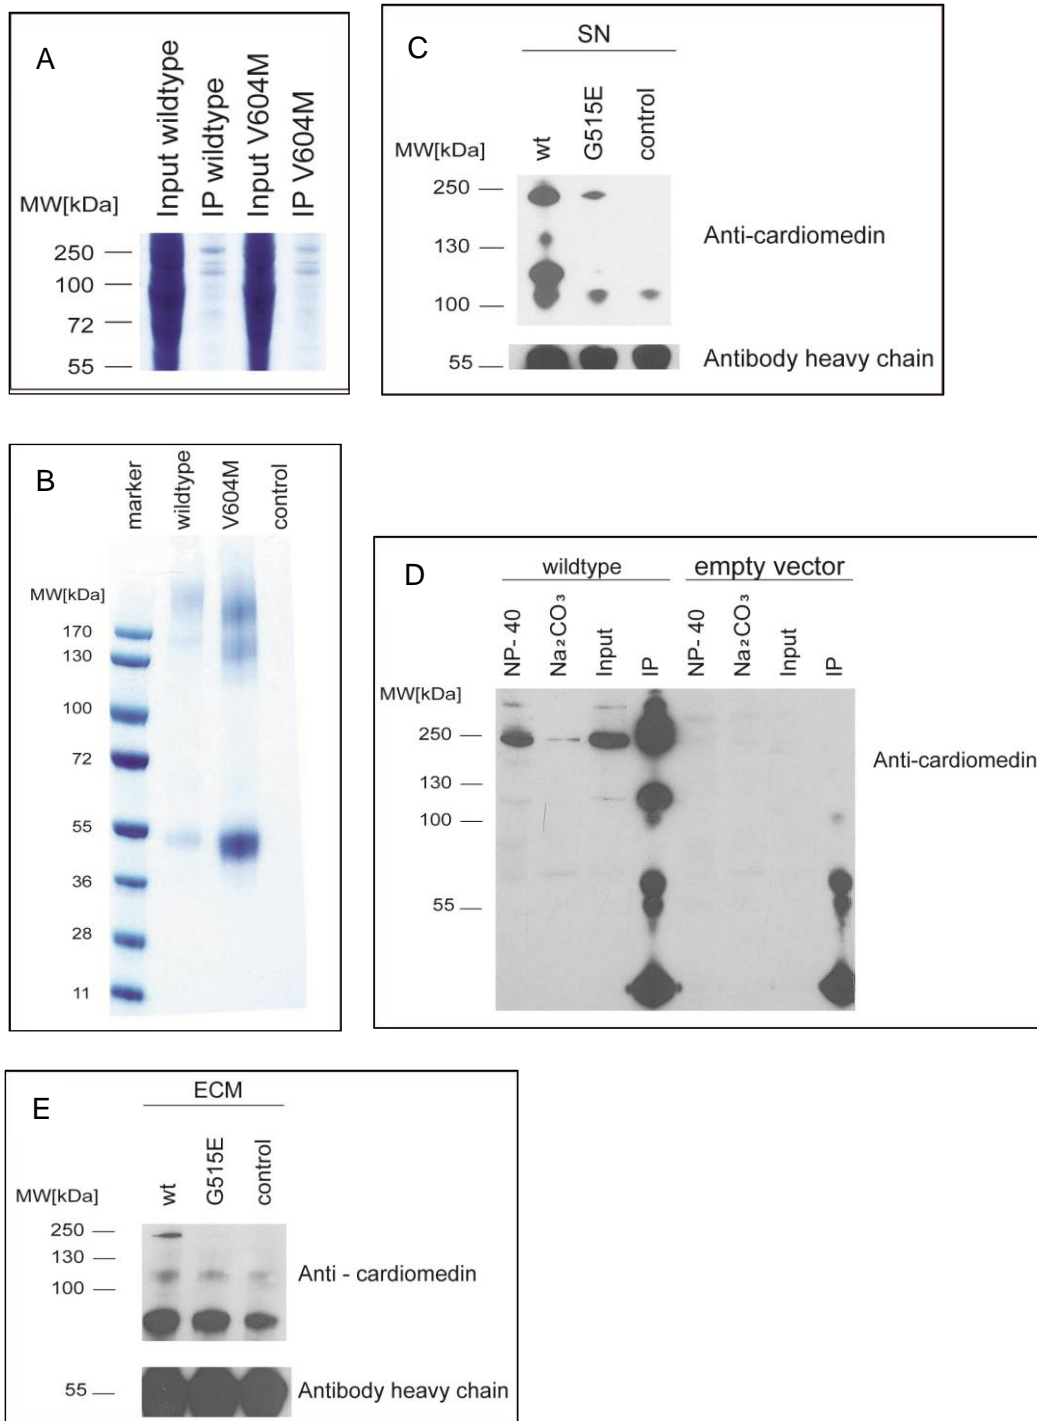 A
Input wildtype
IP wildtype
Input V604M
IP V604M
MW[kDa]
250
100
72
55
C
SN
wt
G515E
control
MW[kDa]
250
130
100
55
Anti-cardiomedin
Antibody heavy chain
B
marker
wildtype
V604M
control
MW[kDa]
170
130
100
72
55
36
28
11
D
wildtype
empty vector
NP-40
Na₂CO₃
Input
IP
NP-40
Na₂CO₃
Input
IP
MW[kDa]
250
130
100
55
Anti-cardiomedin
E
ECM
wt
G515E
control
MW[kDa]
250
130
100
55
Anti - cardiomedin
Antibody heavy chain